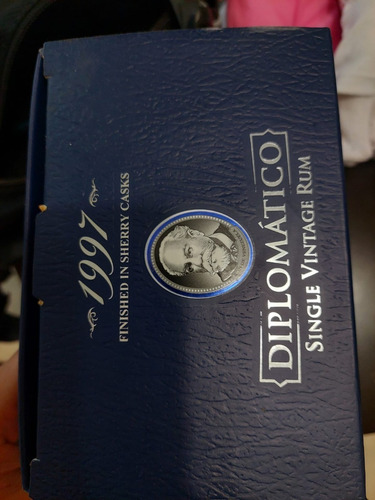 DIPLOMÁTICO
SINGLE VINTAGE RUM
1997
FINISHED IN SHERRY CASKS